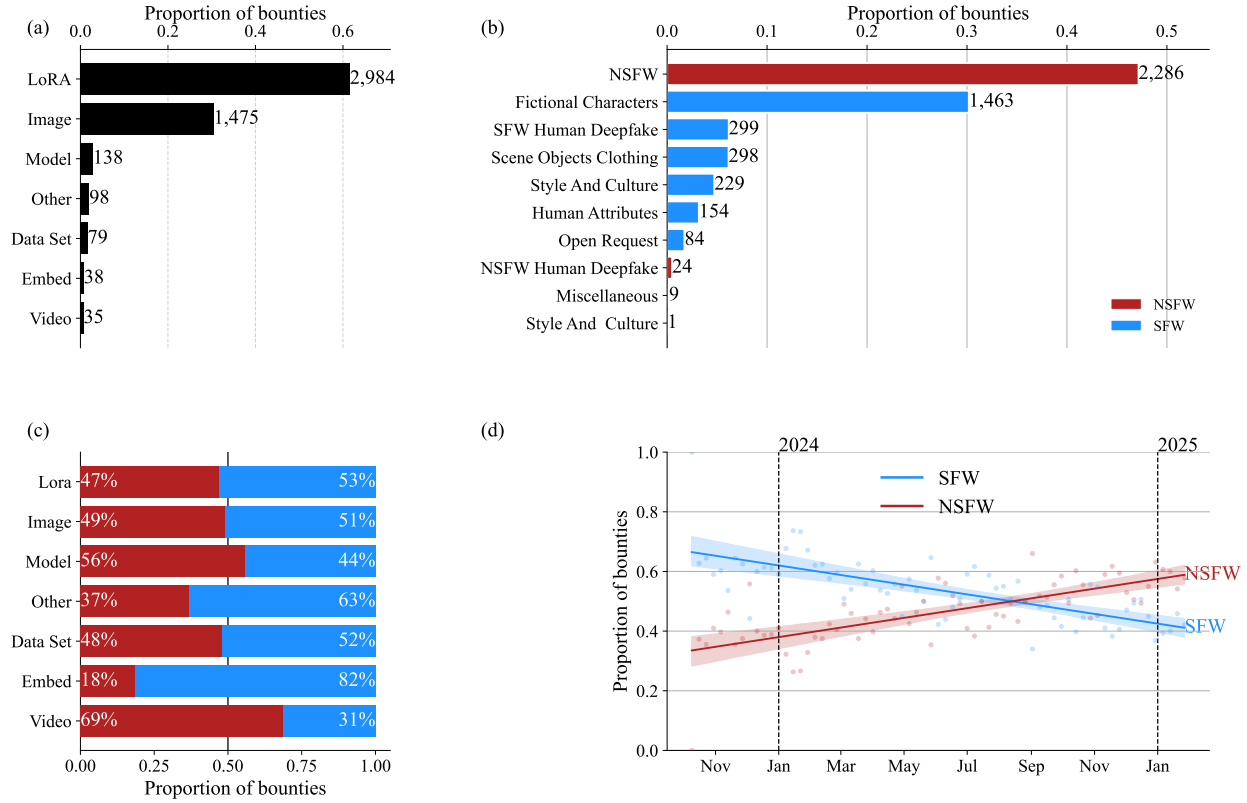 (a)
Proportion of bounties
0.0 0.2 0.4 0.6
LoRA 2,984
Image 1,475
Model 138
Other 98
Data Set 79
Embed 38
Video 35
(b)
Proportion of bounties
0.0 0.1 0.2 0.3 0.4 0.5
NSFW 2,286
Fictional Characters 1,463
SFW Human Deepfake 299
Scene Objects Clothing 298
Style And Culture 229
Human Attributes 154
Open Request 84
NSFW Human Deepfake 24
Miscellaneous 9
Style And  Culture 1
NSFW
SFW
(c)
Lora 47% 53%
Image 49% 51%
Model 56% 44%
Other 37% 63%
Data Set 48% 52%
Embed 18% 82%
Video 69% 31%
0.00 0.25 0.50 0.75 1.00
Proportion of bounties
(d)
2024 2025
Proportion of bounties
1.0
0.8
0.6
0.4
0.2
0.0
SFW
NSFW
NSFW
SFW
Nov Jan Mar May Jul Sep Nov Jan